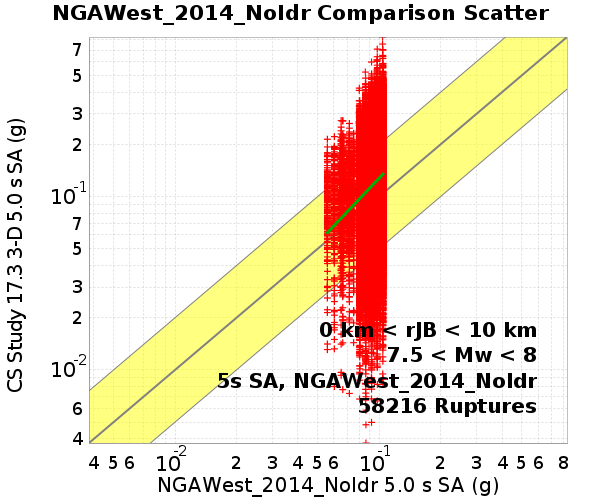 NGAWest_2014_NoIdr Comparison Scatter
CS Study 17.3 3-D 5.0 s SA (g)
7
5
3
2
10-1
7
5
3
2
10-2
6
4
0 km < rJB < 10 km
7.5 < Mw < 8
5s SA, NGAWest_2014_NoIdr
58216 Ruptures
4 5 6 10-2 2 3 4 5 6 10-1 2 3 4 5 6 8
NGAWest_2014_NoIdr 5.0 s SA (g)